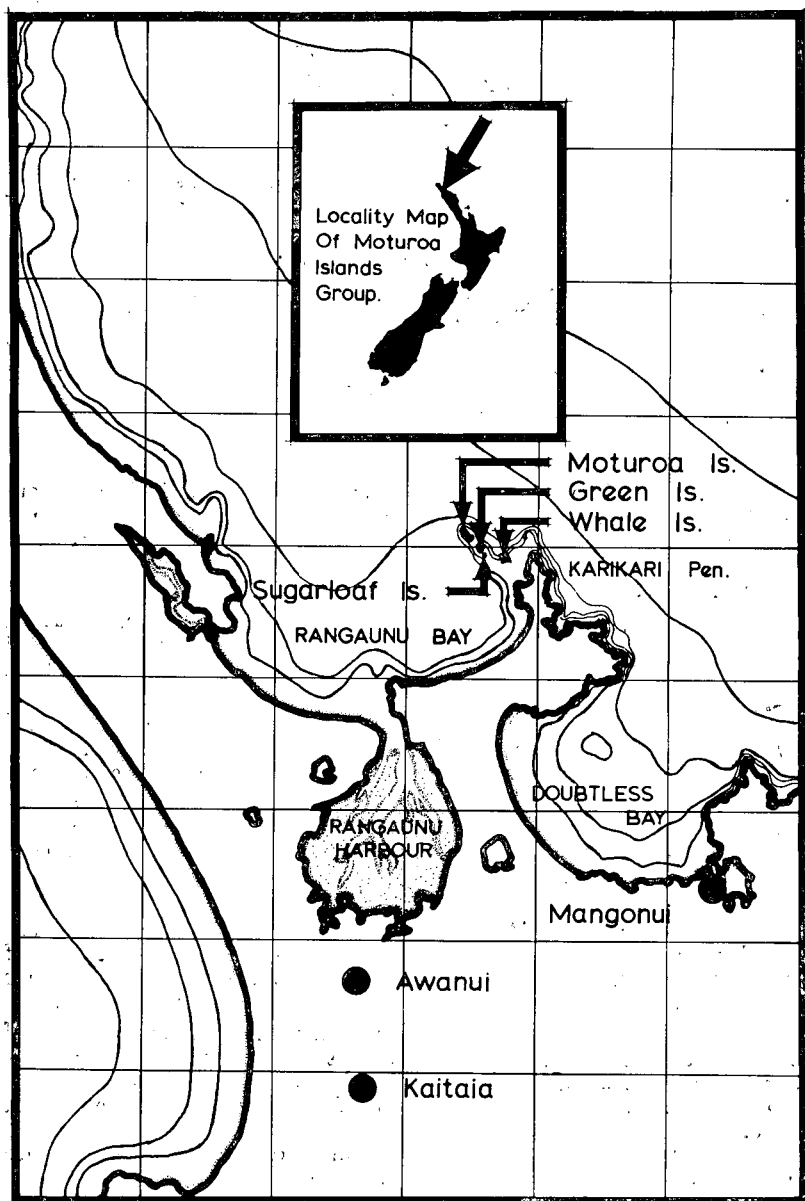 Locality Map
Of Moturoa
Islands
Group.
Moturoa Is.
Green Is.
Whale Is.
KARIKARI Pen.
Sugarloaf Is.
RANGAUNU BAY
DOUBTLESS
BAY
RANGAUNU
HARBOUR
Mangonui
Awanui
Kaitaia